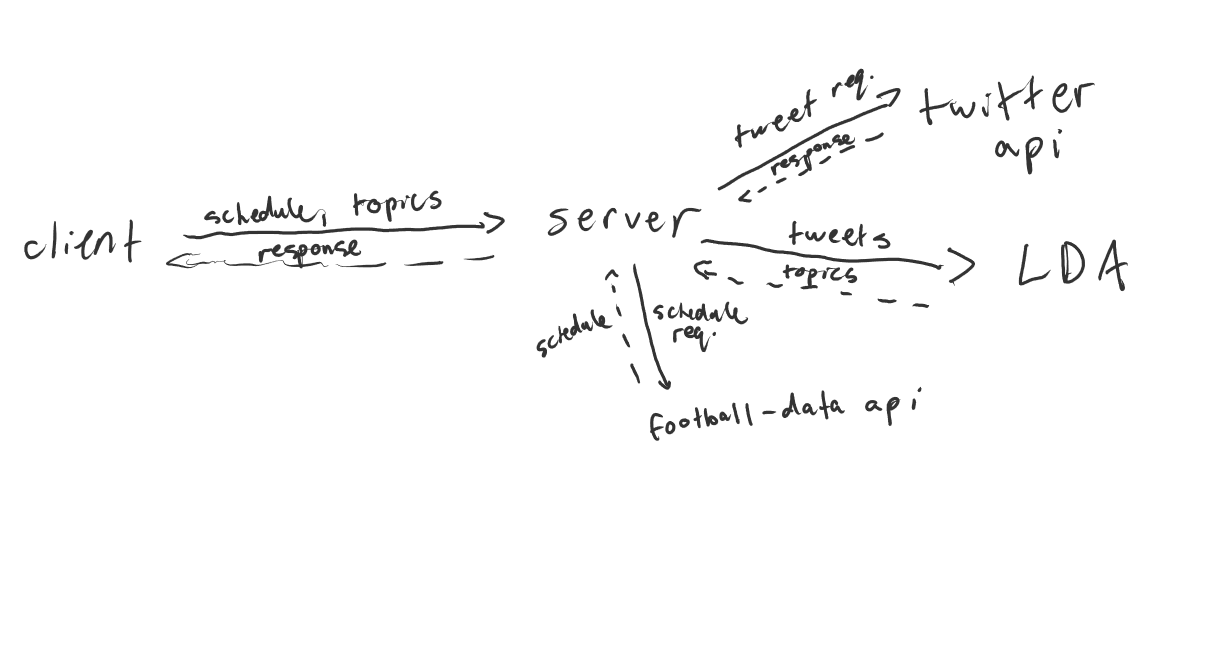 tweet req.
twitter
api
response
schedule, topics
client
response
server
tweets
topics
LDA
schedule
schedule
req.
football-data api